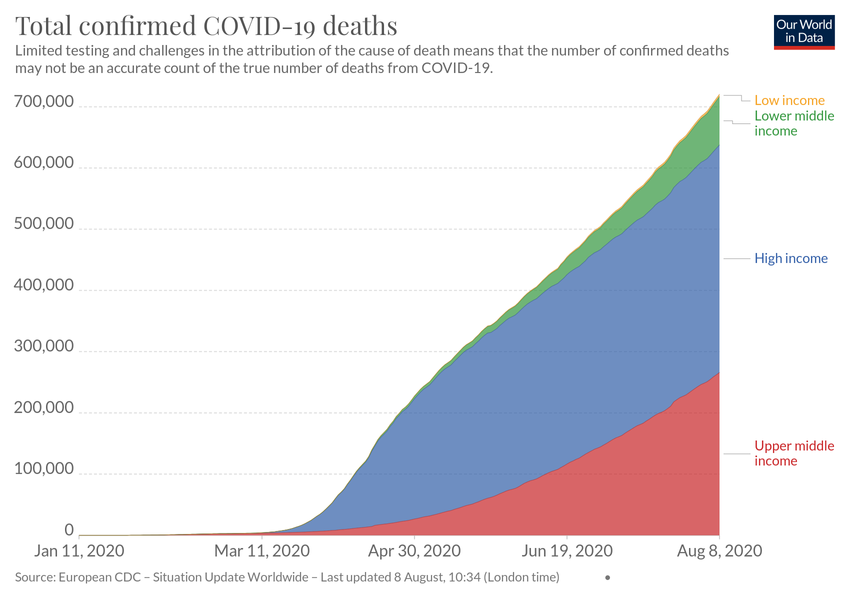 Total confirmed COVID-19 deaths
Limited testing and challenges in the attribution of the cause of death means that the number of confirmed deaths
may not be an accurate count of the true number of deaths from COVID-19.
Our World
in Data
700,000
600,000
500,000
400,000
300,000
200,000
100,000
0
Low income
Lower middle
income
High income
Upper middle
income
Jan 11, 2020
Mar 11, 2020
Apr 30, 2020
Jun 19, 2020
Aug 8, 2020
Source: European CDC – Situation Update Worldwide – Last updated 8 August, 10:34 (London time) •